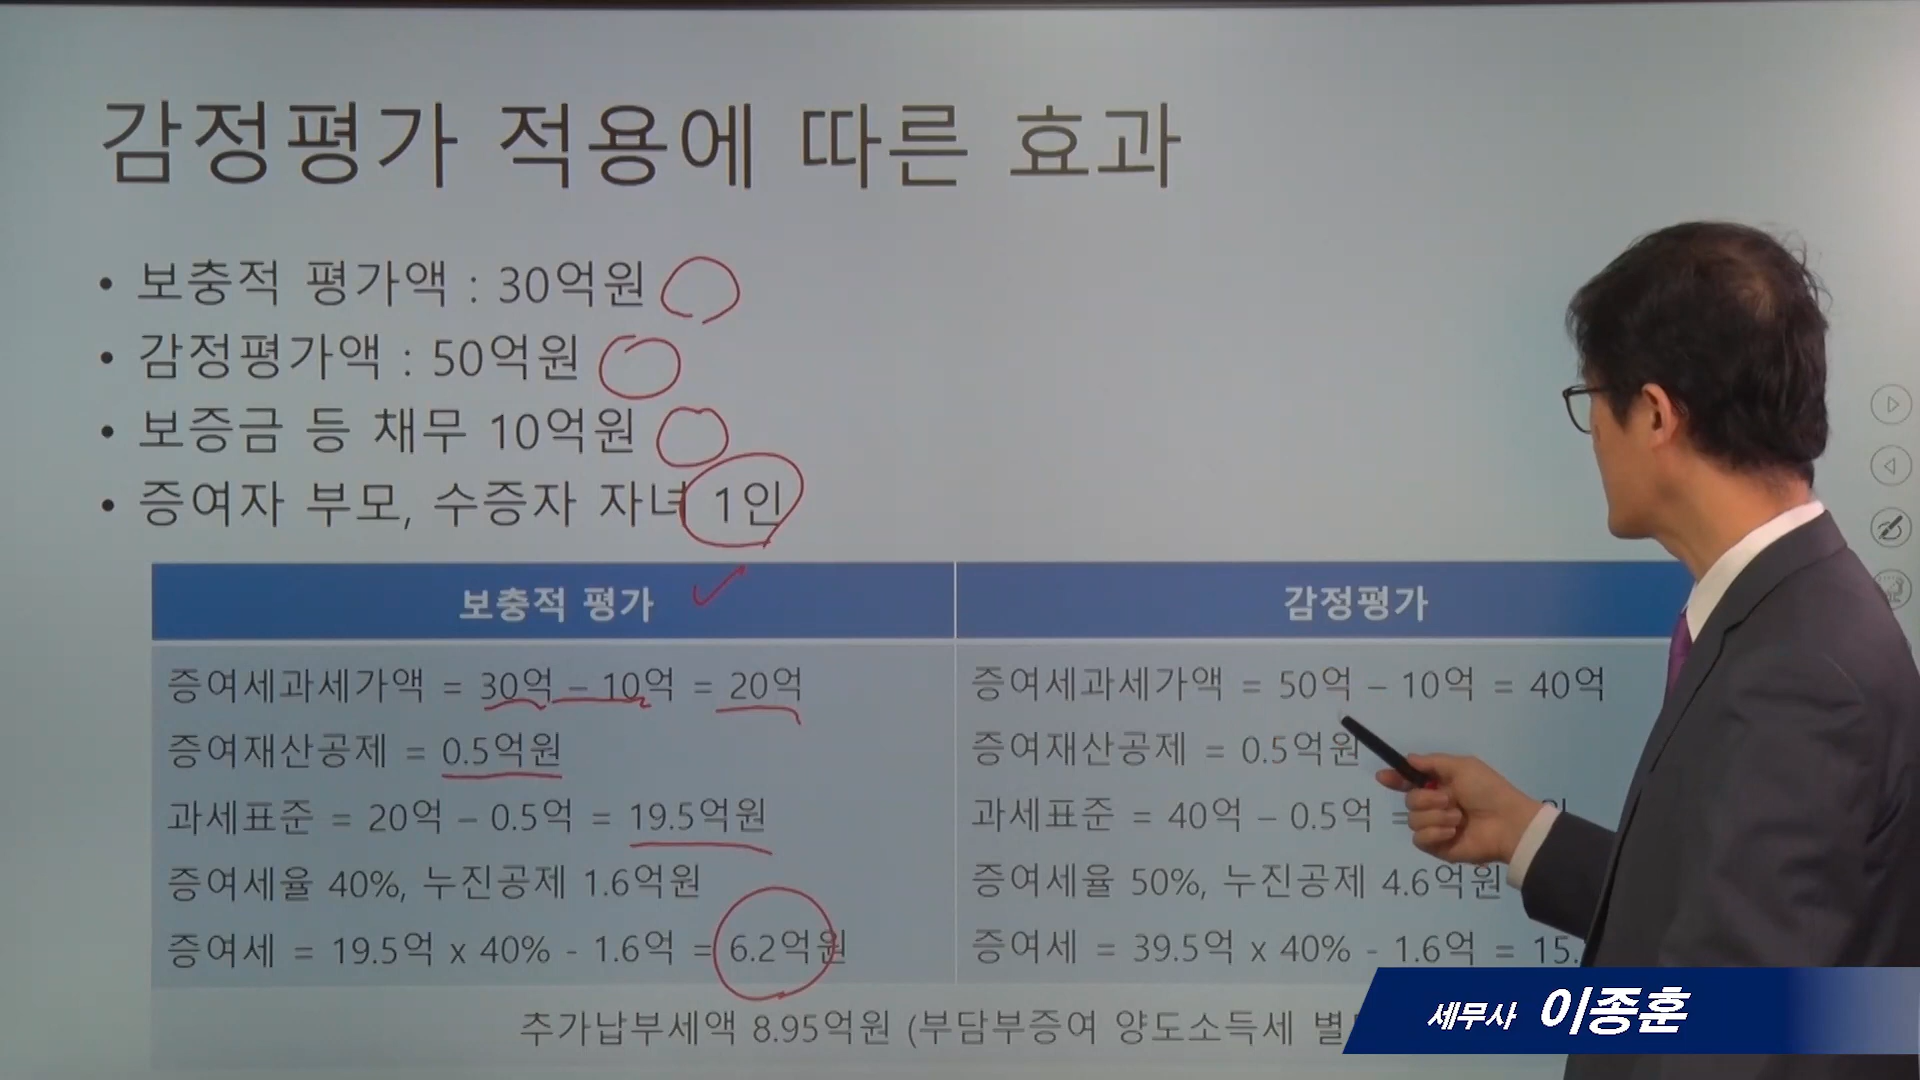 감정평가 적용에 따른 효과
• 보충적 평가액 : 30억원
• 감정평가액 : 50억원
• 보증금 등 채무 10억원
• 증여자 부모, 수증자 자녀 1인
보충적 평가
증여세과세가액 = 30억 – 10억 = 20억
증여재산공제 = 0.5억원
과세표준 = 20억 – 0.5억 = 19.5억원
증여세율 40%, 누진공제 1.6억원
증여세 = 19.5억 x 40% - 1.6억 = 6.2억원
감정평가
증여세과세가액 = 50억 – 10억 = 40억
증여재산공제 = 0.5억원
과세표준 = 40억 – 0.5억 =
증여세율 50%, 누진공제 4.6억원
증여세 = 39.5억 x 40% - 1.6억 = 15.
추가납부세액 8.95억원 (부담부증여 양도소득세
세무사 이종훈